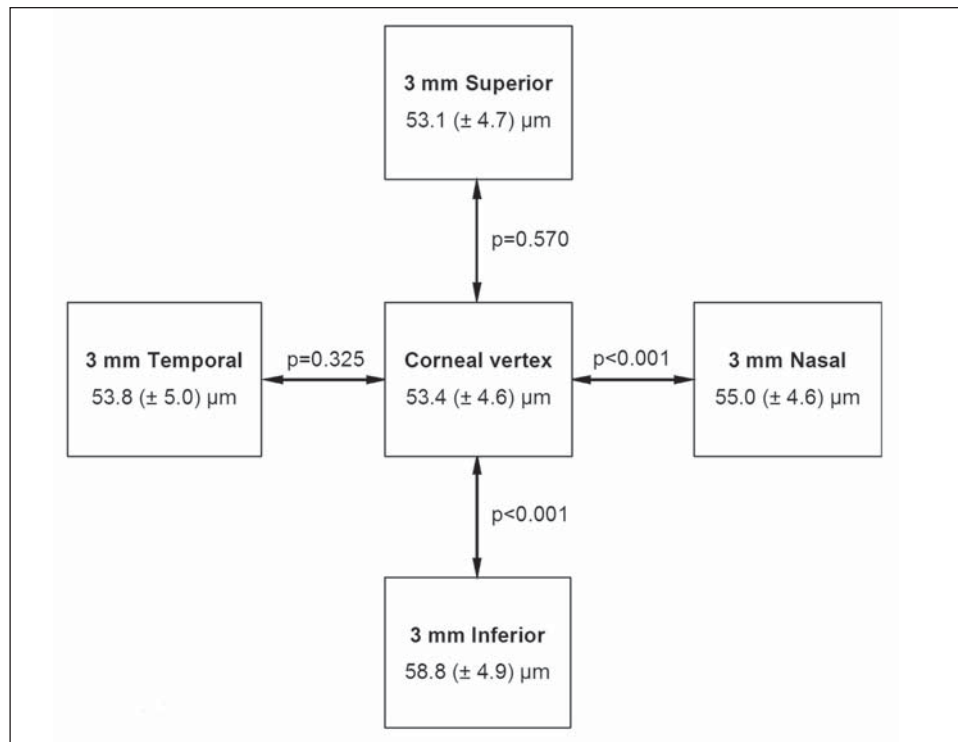 3 mm Superior
53.1 (± 4.7) µm
p=0.570
3 mm Temporal
53.8 (± 5.0) µm
p=0.325
Corneal vertex
53.4 (± 4.6) µm
p<0.001
3 mm Nasal
55.0 (± 4.6) µm
p<0.001
3 mm Inferior
58.8 (± 4.9) µm